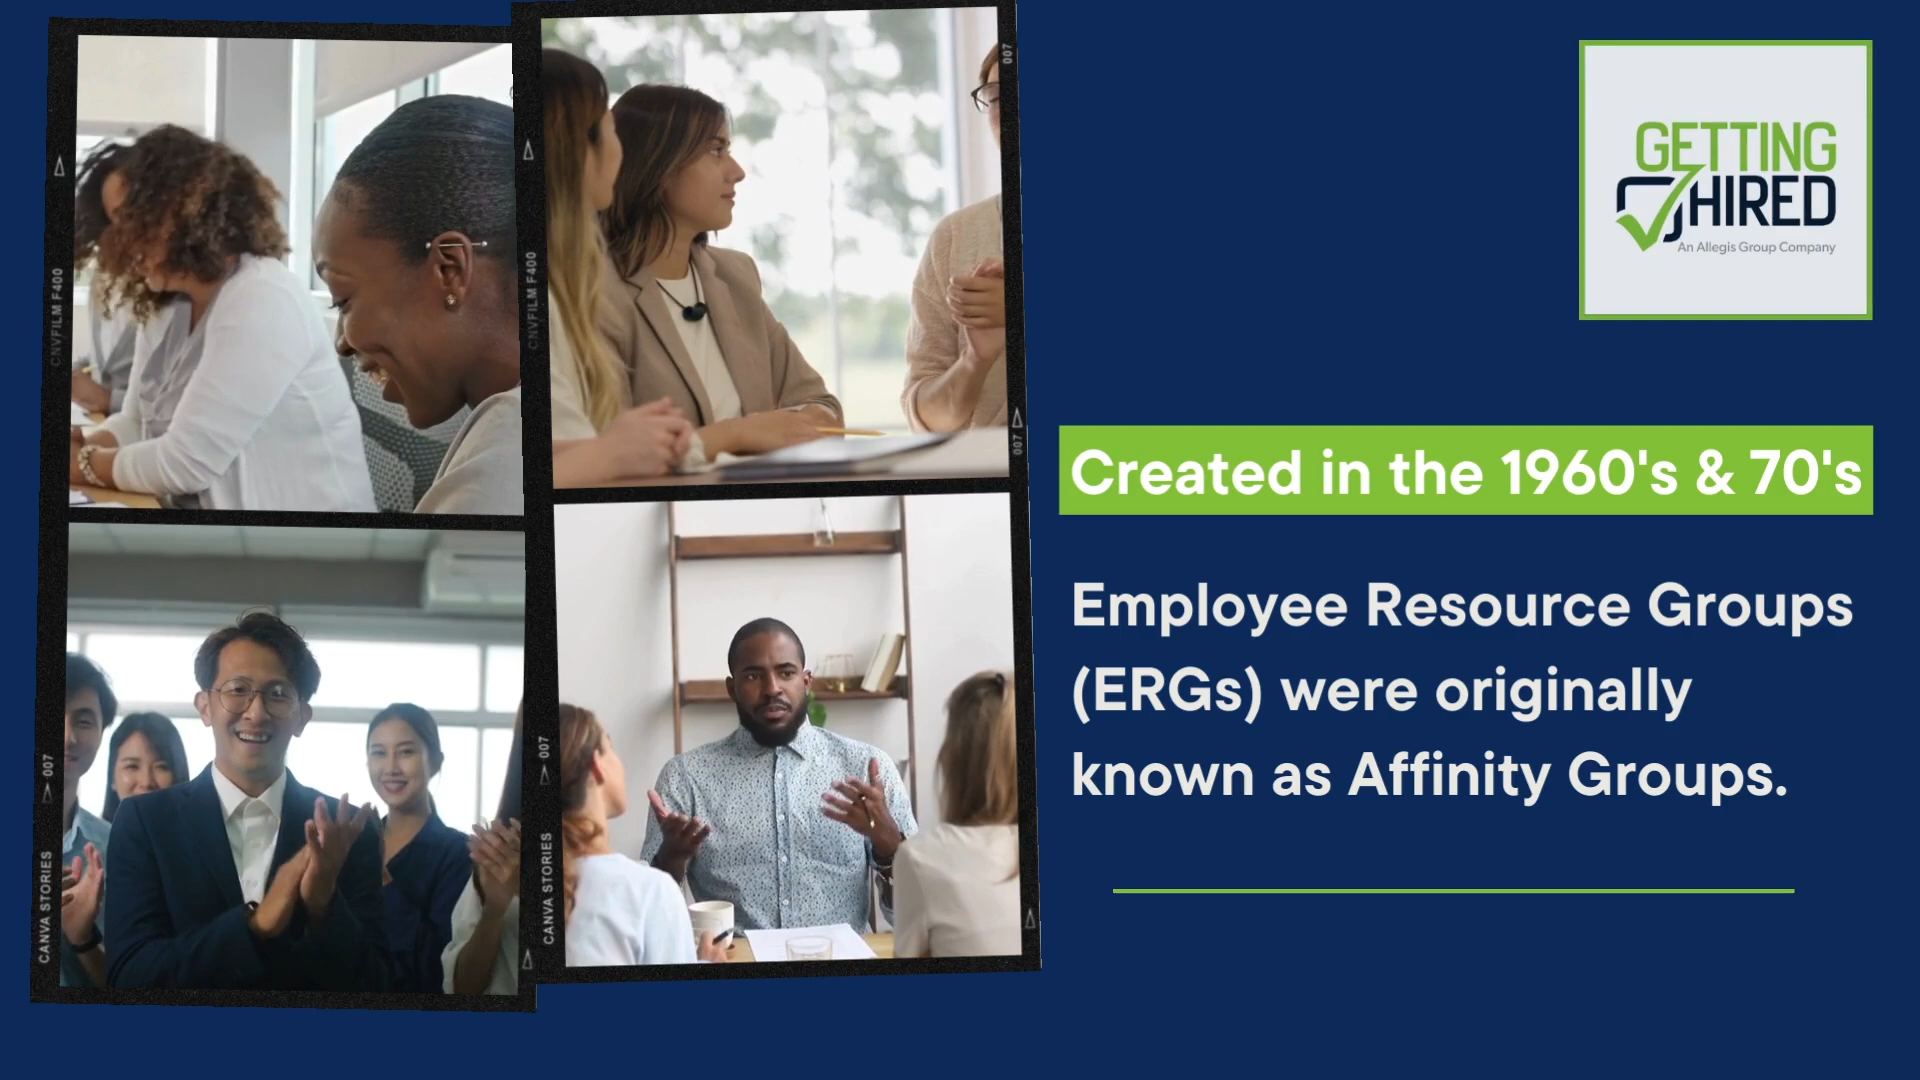 CNVFILM F400
CNVFILM F400
007
007
007
007
CANVA STORIES
CANVA STORIES
GETTING
HIRED
An Allegis Group Company
Created in the 1960's & 70's
Employee Resource Groups
(ERGs) were originally
known as Affinity Groups.